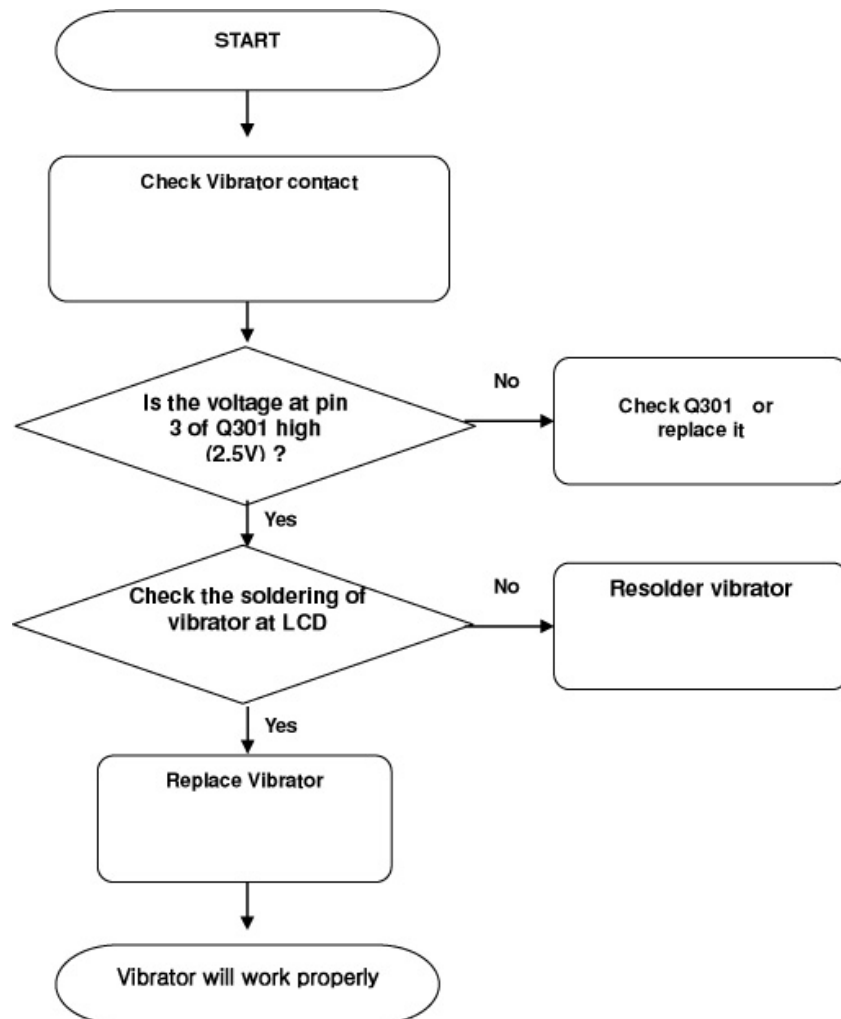 START
Check Vibrator contact
Is the voltage at pin
3 of Q301 high
(2.5V) ?
No
Check Q301 or
replace it
Yes
Check the soldering of
vibrator at LCD
No
Resolder vibrator
Yes
Replace Vibrator
Vibrator will work properly